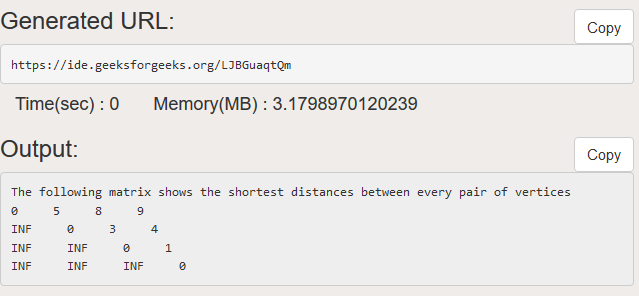 Generated URL:
Copy
https://ide.geeksforgeeks.org/LJBGuaqtQm
Time(sec) : 0 Memory(MB) : 3.1798970120239
Output:
Copy
The following matrix shows the shortest distances between every pair of vertices
0 5 8 9
INF 0 3 4
INF INF 0 1
INF INF INF 0